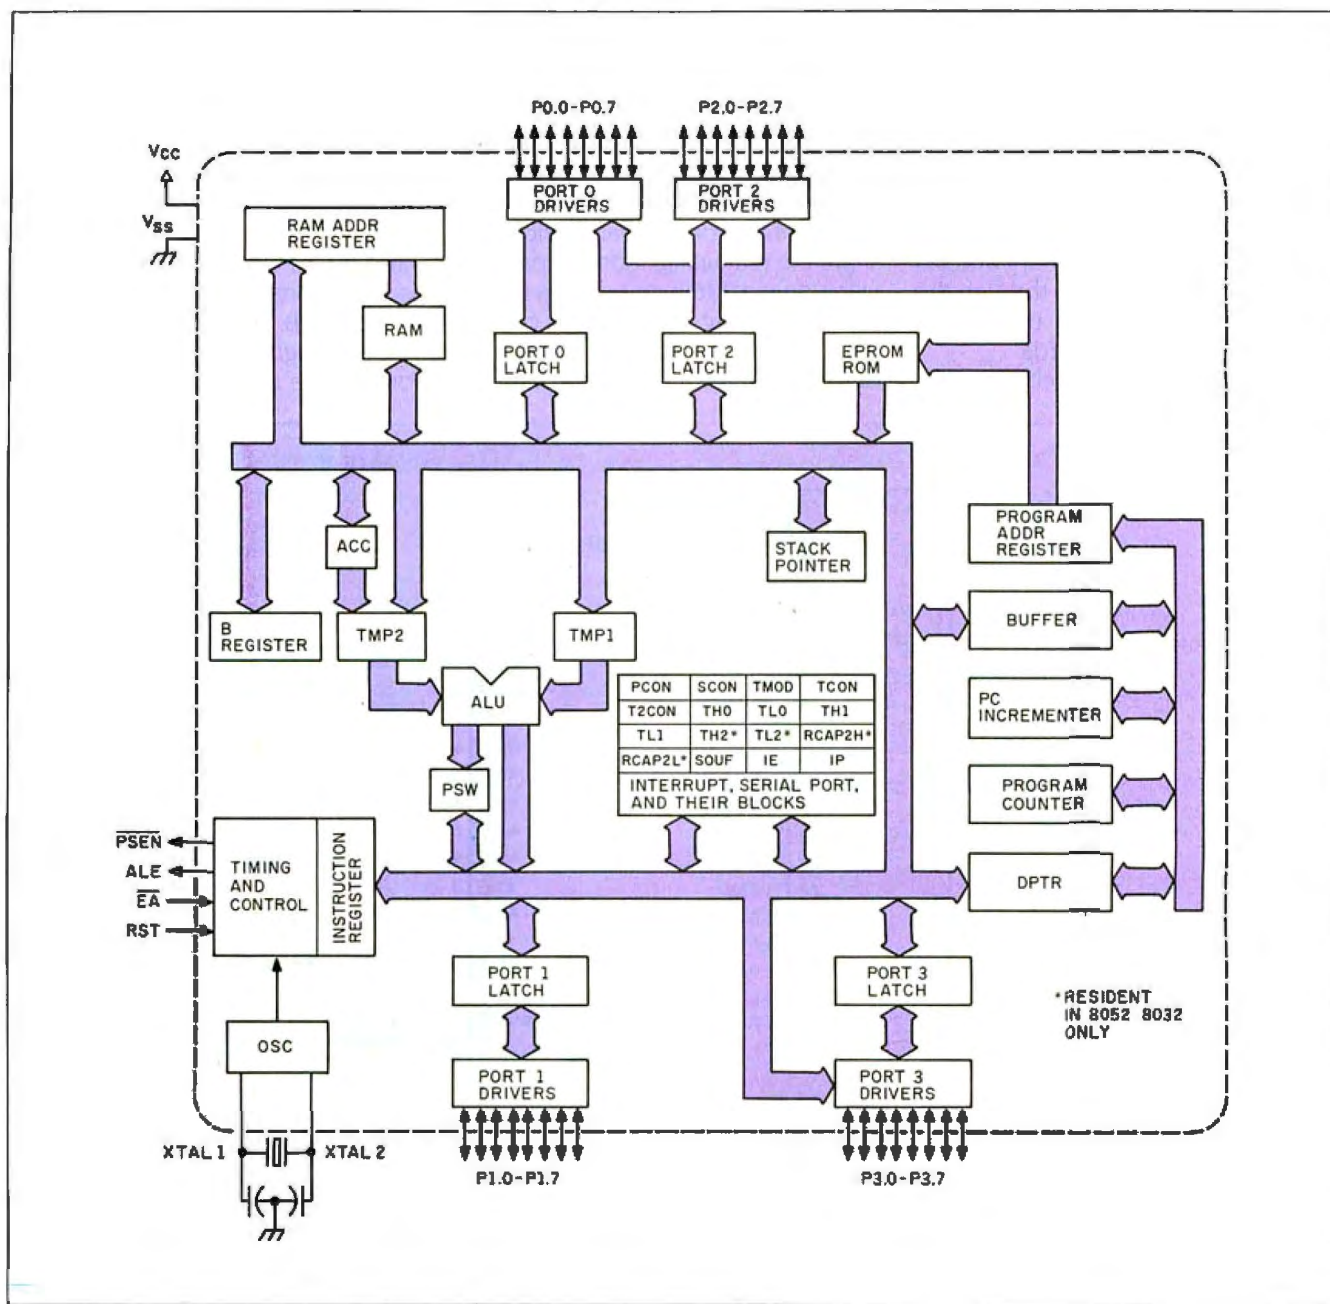 P0.0-P0.7
P2.0-P2.7
VCC
VSS
PORT 0
DRIVERS
PORT 2
DRIVERS
RAM ADDR
REGISTER
RAM
PORT 0
LATCH
PORT 2
LATCH
EPROM
ROM
ACC
STACK
POINTER
PROGRAM
ADDR
REGISTER
B
REGISTER
TMP2
TMP1
BUFFER
ALU
PCON SCON TMOD TCON
T2CON TH0 TL0 TH1
TL1 TH2* TL2* RCAP2H*
RCAP2L* SOUF IE IP
INTERRUPT, SERIAL PORT,
AND THEIR BLOCKS
PC
INCREMENTER
PSW
PROGRAM
COUNTER
PSEN
ALE
EA
RST
TIMING
AND
CONTROL
INSTRUCTION
REGISTER
DPTR
PORT 1
LATCH
PORT 3
LATCH
*RESIDENT
IN 8052 8032
ONLY
OSC
PORT 1
DRIVERS
PORT 3
DRIVERS
XTAL 1
XTAL 2
P1.0-P1.7
P3.0-P3.7